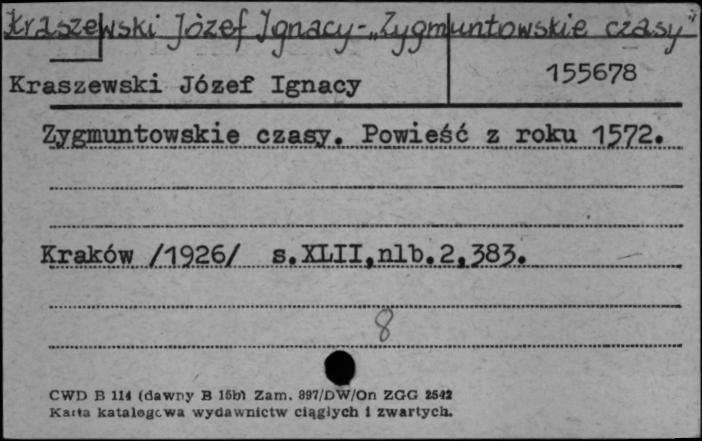 Kraszewski Józef Ignacy - „Zygmuntowskie czasy"
Kraszewski Józef Ignacy
155678
Zygmuntowskie czasy. Powieść z roku 1572.
Kraków /1926/ s.XLII,nlb.2,383.
8
CWD B 114 (dawny B 15b) Zam. 897/DW/On ZGG 2542
Karta katalogowa wydawnictw ciągłych i zwartych.